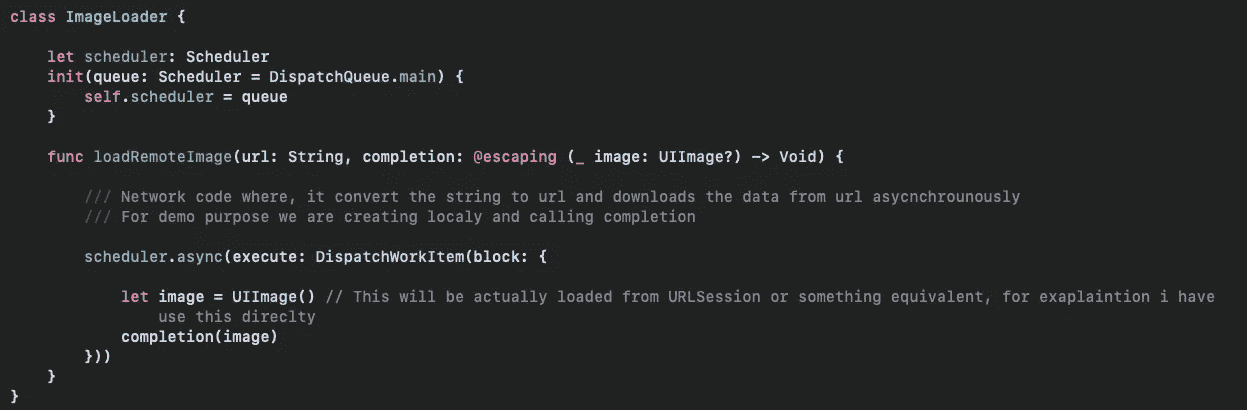 class ImageLoader {
let scheduler: Scheduler
init(queue: Scheduler = DispatchQueue.main) {
self.scheduler = queue
}
func loadRemoteImage(url: String, completion: @escaping (_ image: UIImage?) -> Void) {
/// Network code where, it convert the string to url and downloads the data from url asycnchrounously
/// For demo purpose we are creating localy and calling completion
scheduler.async(execute: DispatchWorkItem(block: {
let image = UIImage() // This will be actually loaded from URLSession or something equivalent, for exaplaintion i have
use this direclty
completion(image)
}))
}
}